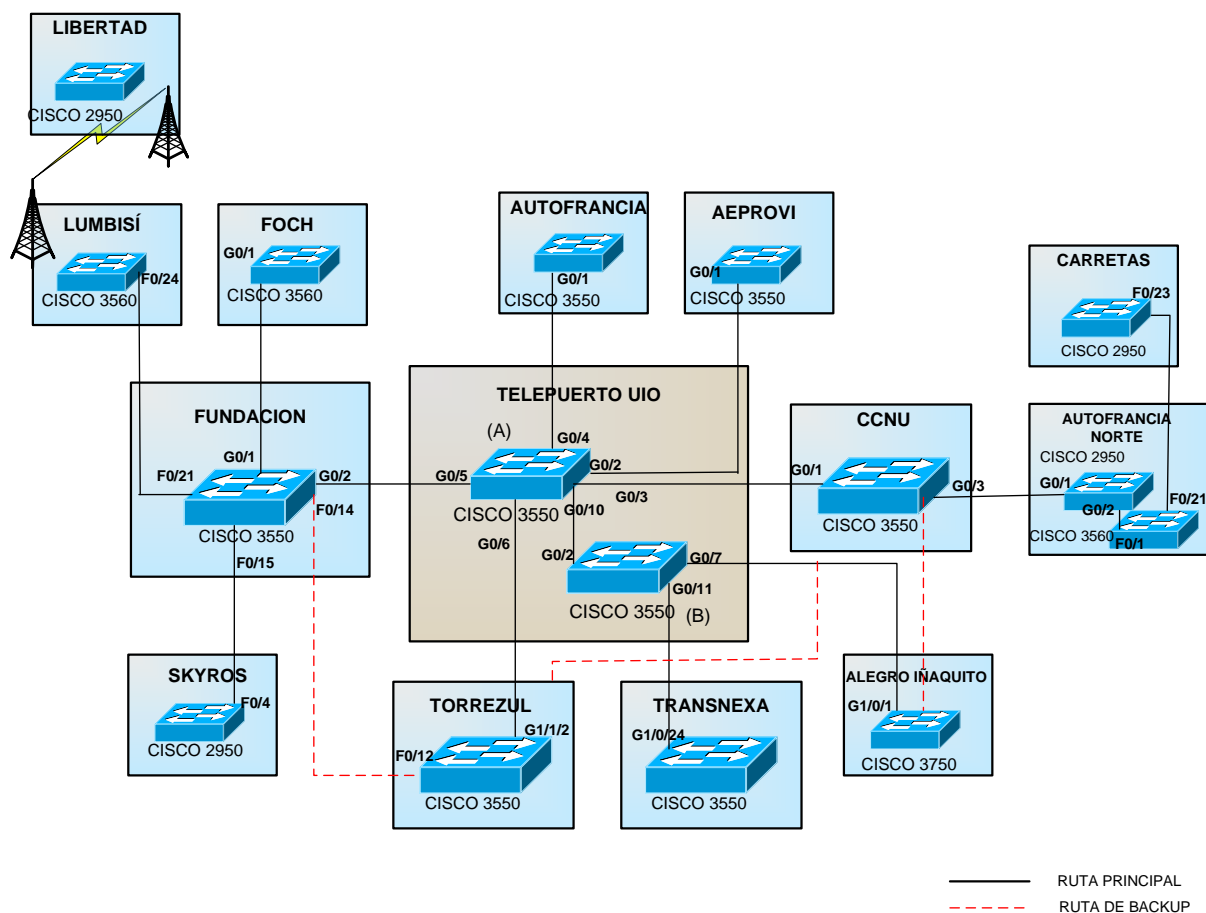 LIBERTAD
CISCO 2950
LUMBISÍ
F0/24
CISCO 3560
FOCH
G0/1
CISCO 3560
AUTOFRANCIA
G0/1
CISCO 3550
AEPROVI
G0/1
CISCO 3550
CARRETAS
F0/23
CISCO 2950
FUNDACION
G0/1
F0/21
G0/2
F0/14
CISCO 3550
F0/15
TELEPUERTO UIO
(A)
G0/4
G0/5
G0/2
G0/3
CISCO 3550
G0/10
G0/6
G0/2
G0/7
G0/11
CISCO 3550
(B)
CCNU
G0/1
G0/3
CISCO 3550
AUTOFRANCIA
NORTE
CISCO 2950
G0/1
G0/2
F0/21
CISCO 3560
F0/1
SKYROS
F0/4
CISCO 2950
TORREZUL
G1/1/2
F0/12
CISCO 3550
TRANSNEXA
G1/0/24
CISCO 3550
ALEGRO IÑAQUITO
G1/0/1
CISCO 3750
RUTA PRINCIPAL
RUTA DE BACKUP